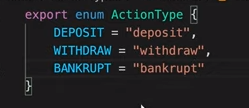 export enum ActionType {
DEPOSIT = "deposit",
WITHDRAW = "withdraw",
BANKRUPT = "bankrupt"
}